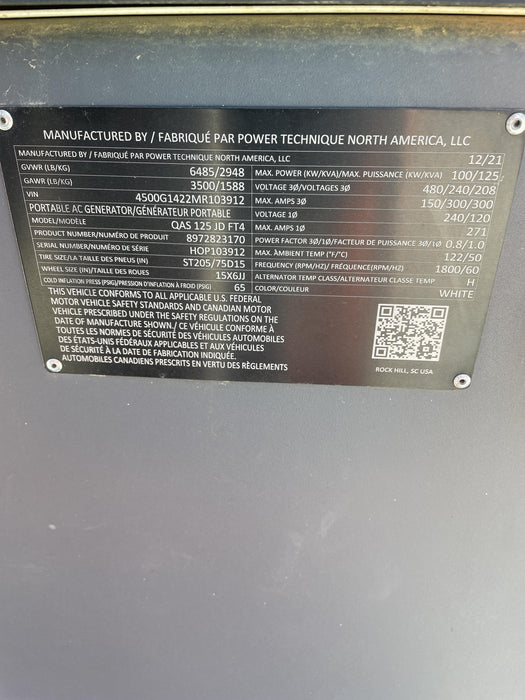 MANUFACTURED BY / FABRIQUÉ PAR POWER TECHNIQUE NORTH AMERICA, LLC
MANUFACTURED BY / FABRIQUÉ PAR POWER TECHNIQUE NORTH AMERICA, LLC 12/21
GVWR (LB/KG) 6485/2948
GAWR (LB/KG) 3500/1588
VIN 4500G1422MR103912
PORTABLE AC GENERATOR/GÉNÉRATEUR PORTABLE
MODEL/MODÈLE QAS 125 JD FT4
PRODUCT NUMBER/NUMÉRO DE PRODUIT 8972823170
SERIAL NUMBER/NUMÉRO DE SÉRIE HOP103912
TIRE SIZE/LA TAILLE DES PNEUS (IN) ST205/75D15
WHEEL SIZE (IN)/TAILLE DES ROUES 15X6JJ
COLD INFLATION PRESS (PSIG)/PRESSION D'INFLATION À FROID (PSIG) 65
MAX. POWER (KW/KVA)/MAX. PUISSANCE (KW/KVA) 100/125
VOLTAGE 3Ø/VOLTAGES 3Ø 480/240/208
MAX. AMPS 3Ø 150/300/300
VOLTAGE 1Ø 240/120
MAX. AMPS 1Ø 271
POWER FACTOR 3Ø/1Ø/FACTEUR DE PUISSANCE 3Ø/1Ø 0.8/1.0
MAX. AMBIENT TEMP (°F/°C) 122/50
FREQUENCY (RPM/HZ)/ FRÉQUENCE(RPM/HZ) 1800/60
ALTERNATOR TEMP CLASS/ALTERNATEUR CLASSE TEMP H
COLOR/COULEUR WHITE
THIS VEHICLE CONFORMS TO ALL APPLICABLE U.S. FEDERAL
MOTOR VEHICLE SAFETY STANDARDS AND CANADIAN MOTOR
VEHICLE PRESCRIBED UNDER THE SAFETY REGULATIONS ON THE
DATE OF MANUFACTURE SHOWN./ CE VÉHICULE CONFORME À
TOUTES LES NORMES DE SÉCURITÉ DES VÉHICULES AUTOMOBILES
DES ÉTATS-UNIS FÉDÉRAUX APPLICABLES ET AUX VÉHICULES
DE SÉCURITÉ À LA DATE DE FABRICATION INDIQUÉE.
AUTOMOBILES CANADIENS PRESCRITS EN VERTU DES RÈGLEMENTS
ROCK HILL, SC USA